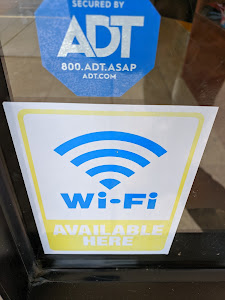 SECURED BY
ADT
800.ADT.ASAP
ADT.COM
Wi-Fi
AVAILABLE
HERE